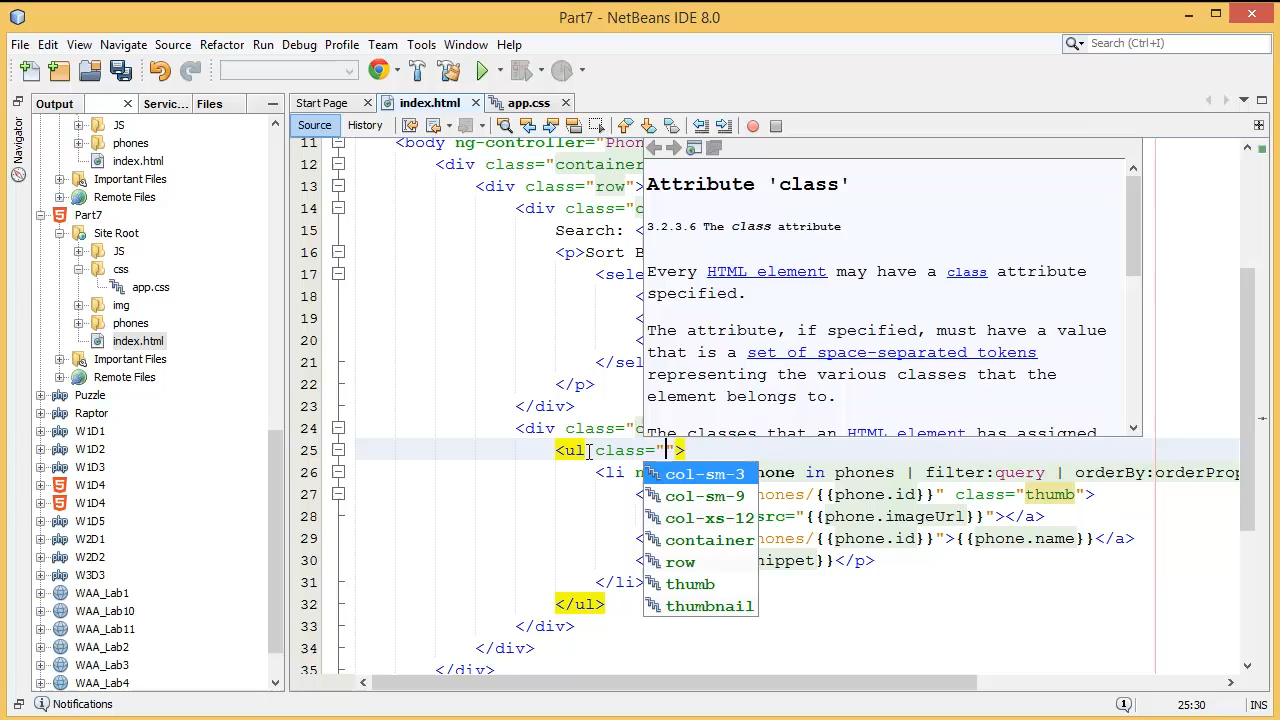 Part7 - NetBeans IDE 8.0
File Edit View Navigate Source Refactor Run Debug Profile Team Tools Window Help
Search (Ctrl+I)
Output
Servic...
Files
Start Page
index.html
app.css
Source
History
Navigator
JS
phones
index.html
Important Files
Remote Files
Part7
Site Root
JS
css
app.css
img
phones
index.html
Important Files
Remote Files
Puzzle
Raptor
W1D1
W1D2
W1D3
W1D4
W1D4
W1D5
W2D1
W2D2
W3D3
WAA_Lab1
WAA_Lab10
WAA_Lab11
WAA_Lab2
WAA_Lab3
WAA_Lab4
11 <body ng-controller="Phon
12 <div class="container
13 <div class="row">
14 <div class="c
15 Search: <
16 <p>Sort B
17 <sele
18 <
19 <
20 <
21 </sel
22 </p>
23 </div>
24 <div class="c
25 <ul class="">
26 <li n hone in phones | filter:query | orderBy:orderProp
27 < hones/{{phone.id}}" class="thumb">
28 < src="{{phone.imageUrl}}"></a>
29 < hones/{{phone.id}}">{{phone.name}}</a>
30 < nippet}}</p>
31 </li>
32 </ul>
33 </div>
34 </div>
35 </div>
Attribute 'class'
3.2.3.6 The class attribute
Every HTML element may have a class attribute
specified.
The attribute, if specified, must have a value
that is a set of space-separated tokens
representing the various classes that the
element belongs to.
The classes that an HTML element has assigned
col-sm-3
col-sm-9
col-xs-12
container
row
thumb
thumbnail
Notifications
1
25:30
INS